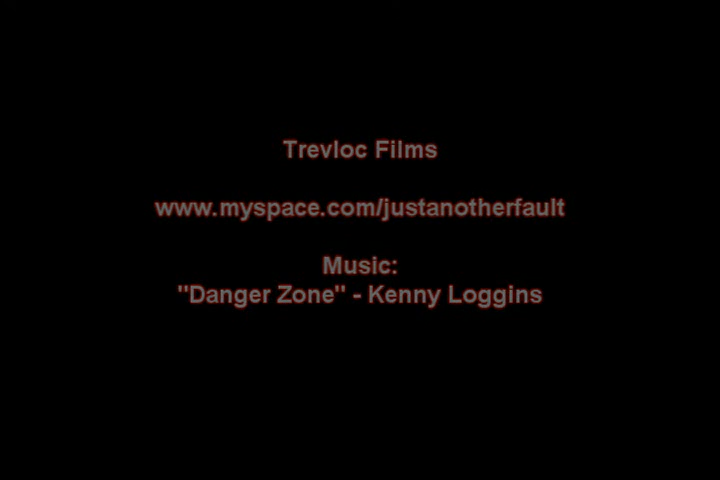 Trevloc Films
www.myspace.com/justanotherfault
Music:
"Danger Zone" - Kenny Loggins